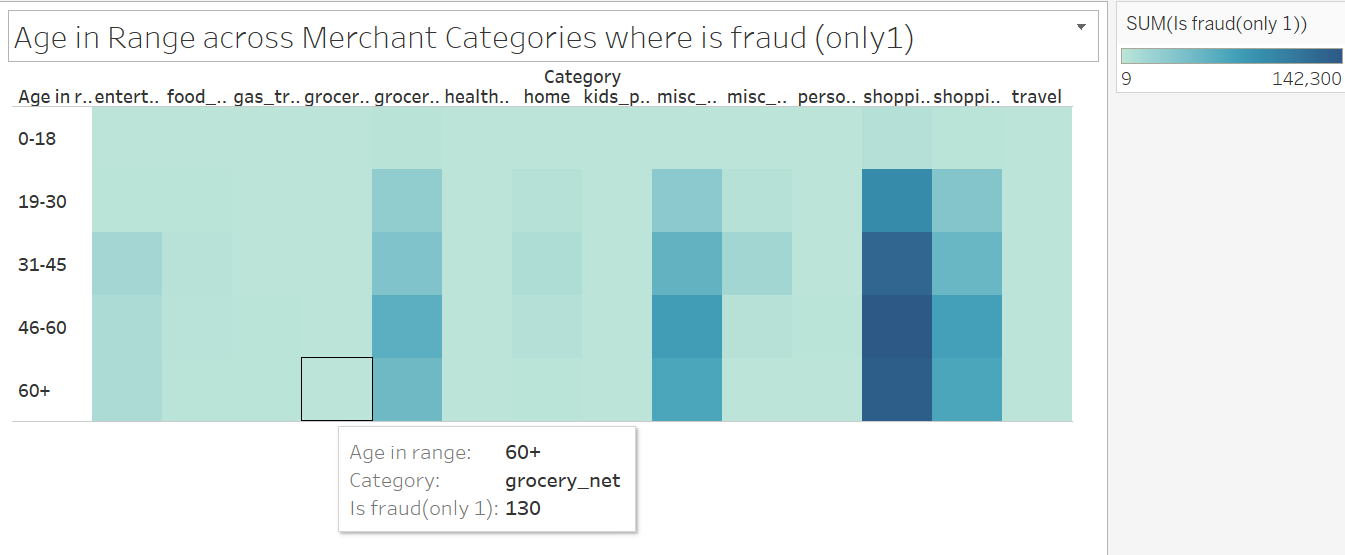 Age in Range across Merchant Categories where is fraud (only1)
SUM(Is fraud(only 1))
9 142,300
Category
Age in r.. entert.. food_.. gas_tr.. grocer.. grocer.. health.. home kids_p.. misc_.. misc_.. perso.. shoppi.. shoppi.. travel
0-18
19-30
31-45
46-60
60+
Age in range: 60+
Category: grocery_net
Is fraud(only 1): 130